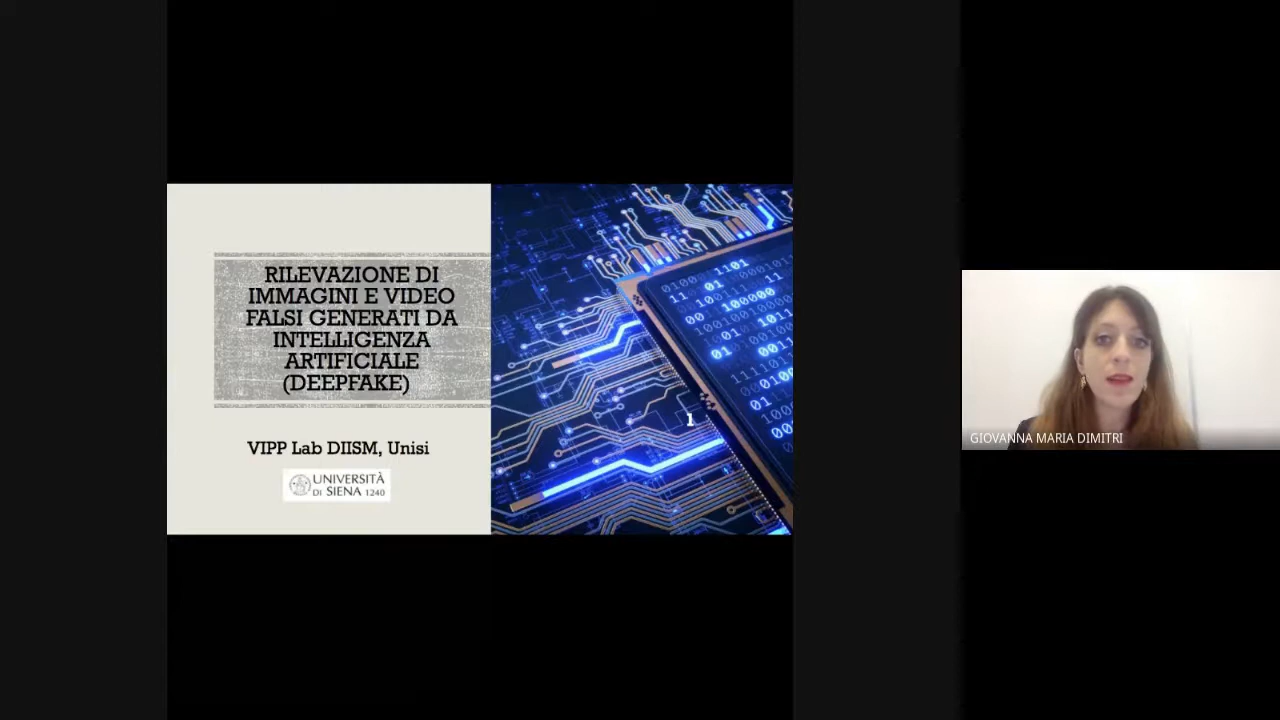 RILEVAZIONE DI
IMMAGINI E VIDEO
FALSI GENERATI DA
INTELLIGENZA
ARTIFICIALE
(DEEPFAKE)
VIPP Lab DIISM, Unisi
UNIVERSITÀ
DI SIENA 1240
1
GIOVANNA MARIA DIMITRI